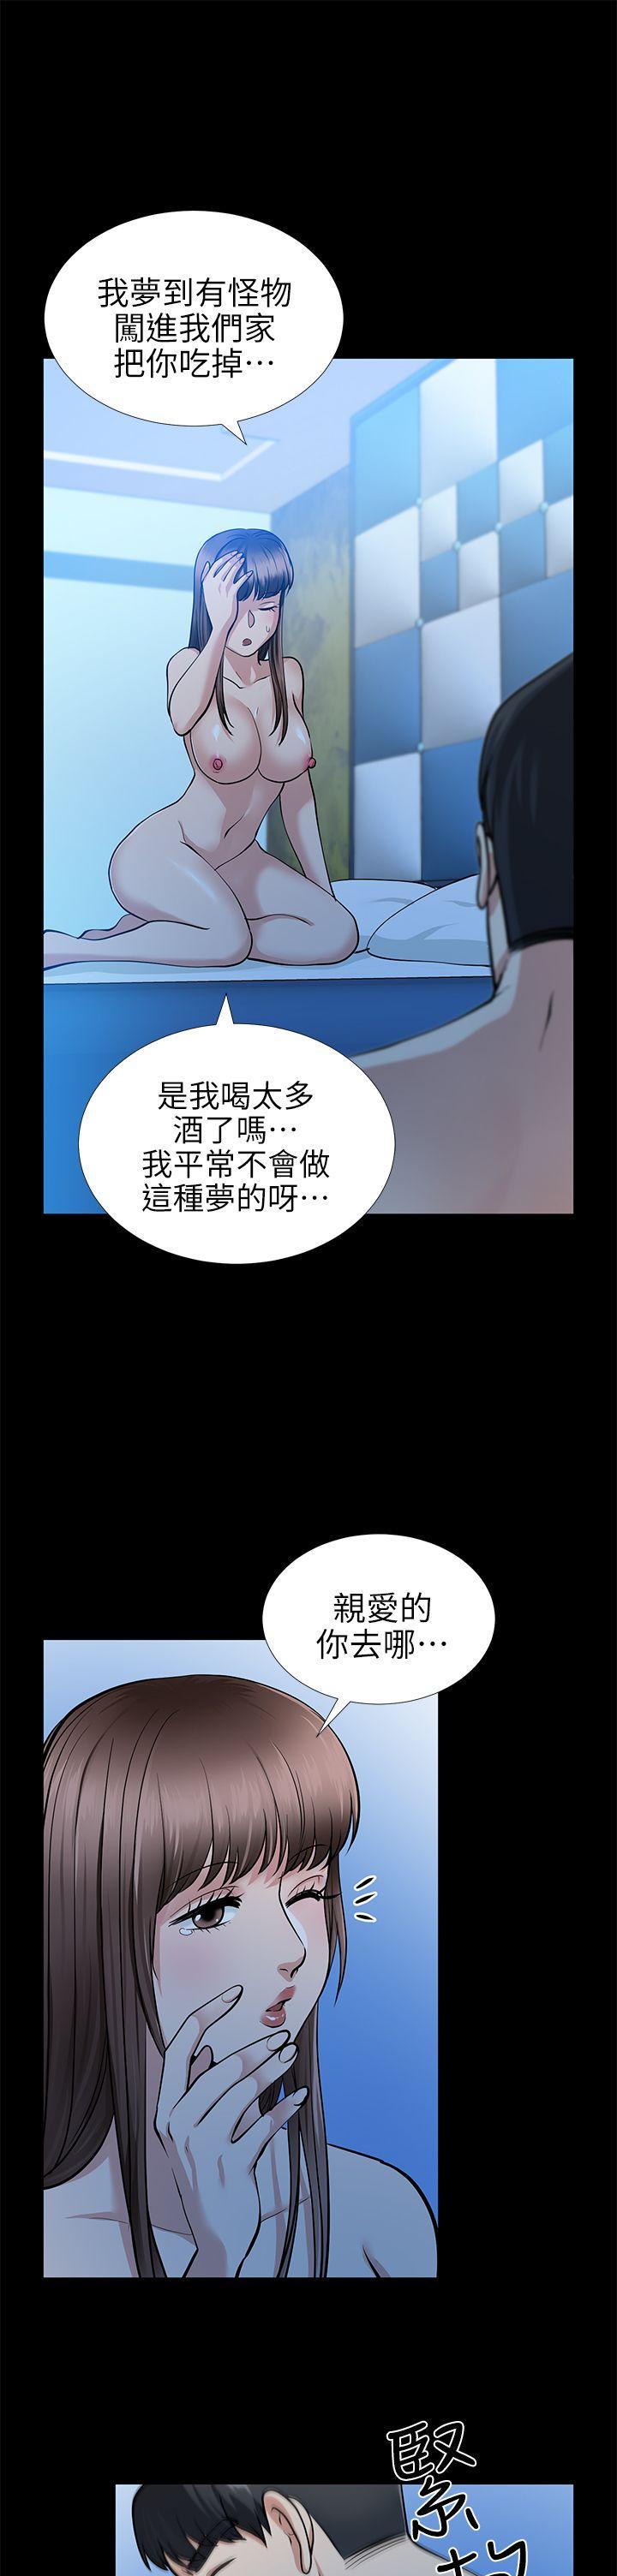 我夢到有怪物
闖進我們家
把你吃掉…
是我喝太多
酒了嗎…
我平常不會做
這種夢的呀…
親愛的
你去哪…
緊